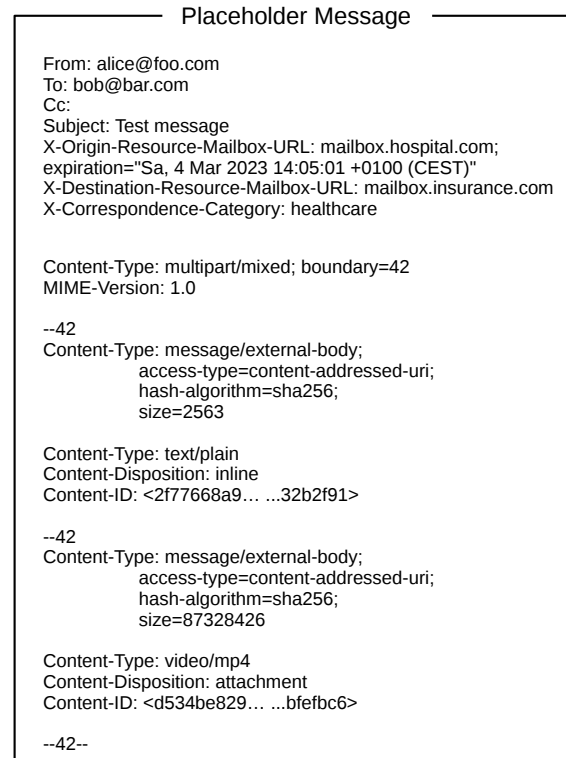 Placeholder Message
From: alice@foo.com
To: bob@bar.com
Cc:
Subject: Test message
X-Origin-Resource-Mailbox-URL: mailbox.hospital.com;
expiration="Sa, 4 Mar 2023 14:05:01 +0100 (CEST)"
X-Destination-Resource-Mailbox-URL: mailbox.insurance.com
X-Correspondence-Category: healthcare
Content-Type: multipart/mixed; boundary=42
MIME-Version: 1.0
--42
Content-Type: message/external-body;
access-type=content-addressed-uri;
hash-algorithm=sha256;
size=2563
Content-Type: text/plain
Content-Disposition: inline
Content-ID: <2f77668a9… ...32b2f91>
--42
Content-Type: message/external-body;
access-type=content-addressed-uri;
hash-algorithm=sha256;
size=87328426
Content-Type: video/mp4
Content-Disposition: attachment
Content-ID: <d534be829… ...bfefbc6>
--42--